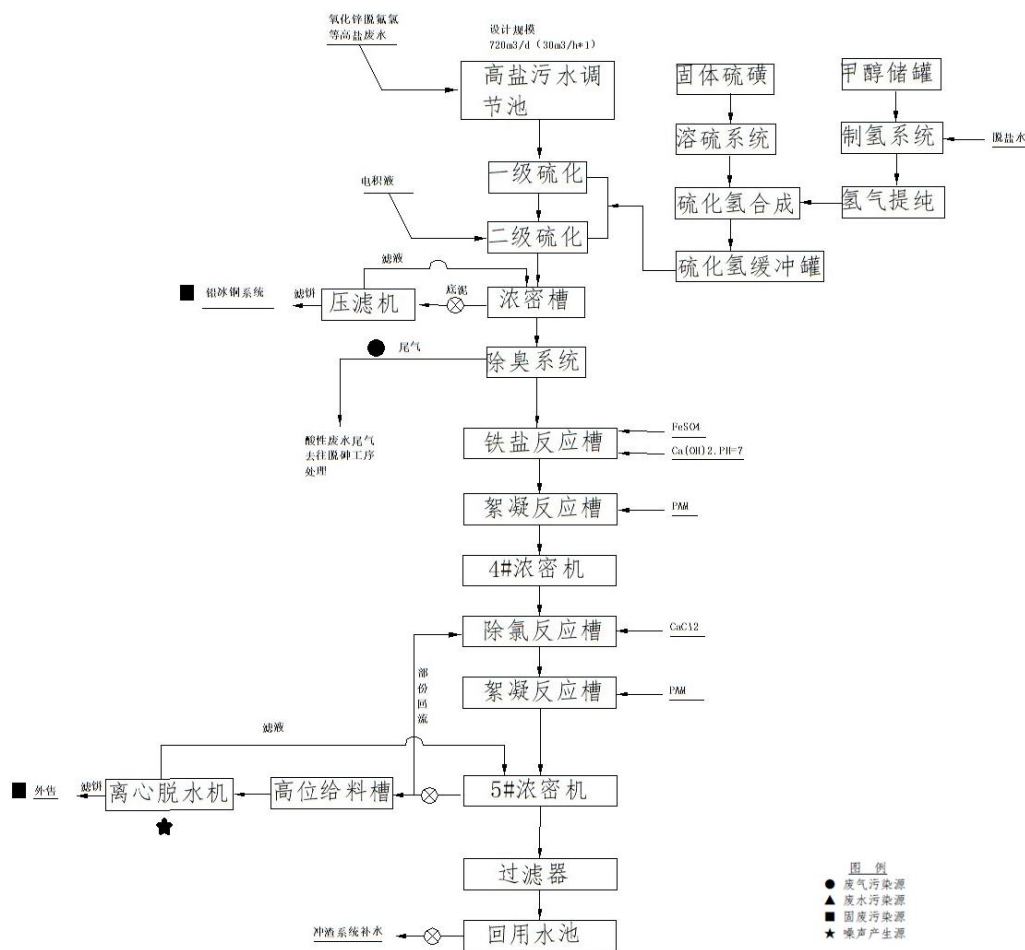 氧化锌脱氟氯
等高盐废水
设计规模
720m3/d（30m3/h*1）
高盐污水调
节池
固体硫磺
甲醇储罐
溶硫系统
制氢系统
脱盐水
一级硫化
电积液
硫化氢合成
氢气提纯
二级硫化
硫化氢缓冲罐
滤液
铅冰铜系统
滤饼
压滤机
底泥
浓密槽
尾气
除臭系统
酸性废水尾气
去往脱砷工序
处理
FeSO4
铁盐反应槽
Ca(OH)2.PH=7
絮凝反应槽
PAM
4#浓密机
除氯反应槽
CaCl2
部份回流
絮凝反应槽
PAM
滤液
外售
滤饼
离心脱水机
高位给料槽
5#浓密机
过滤器
冲渣系统补水
回用水池
图 例
废气污染源
废水污染源
固废污染源
噪声产生源